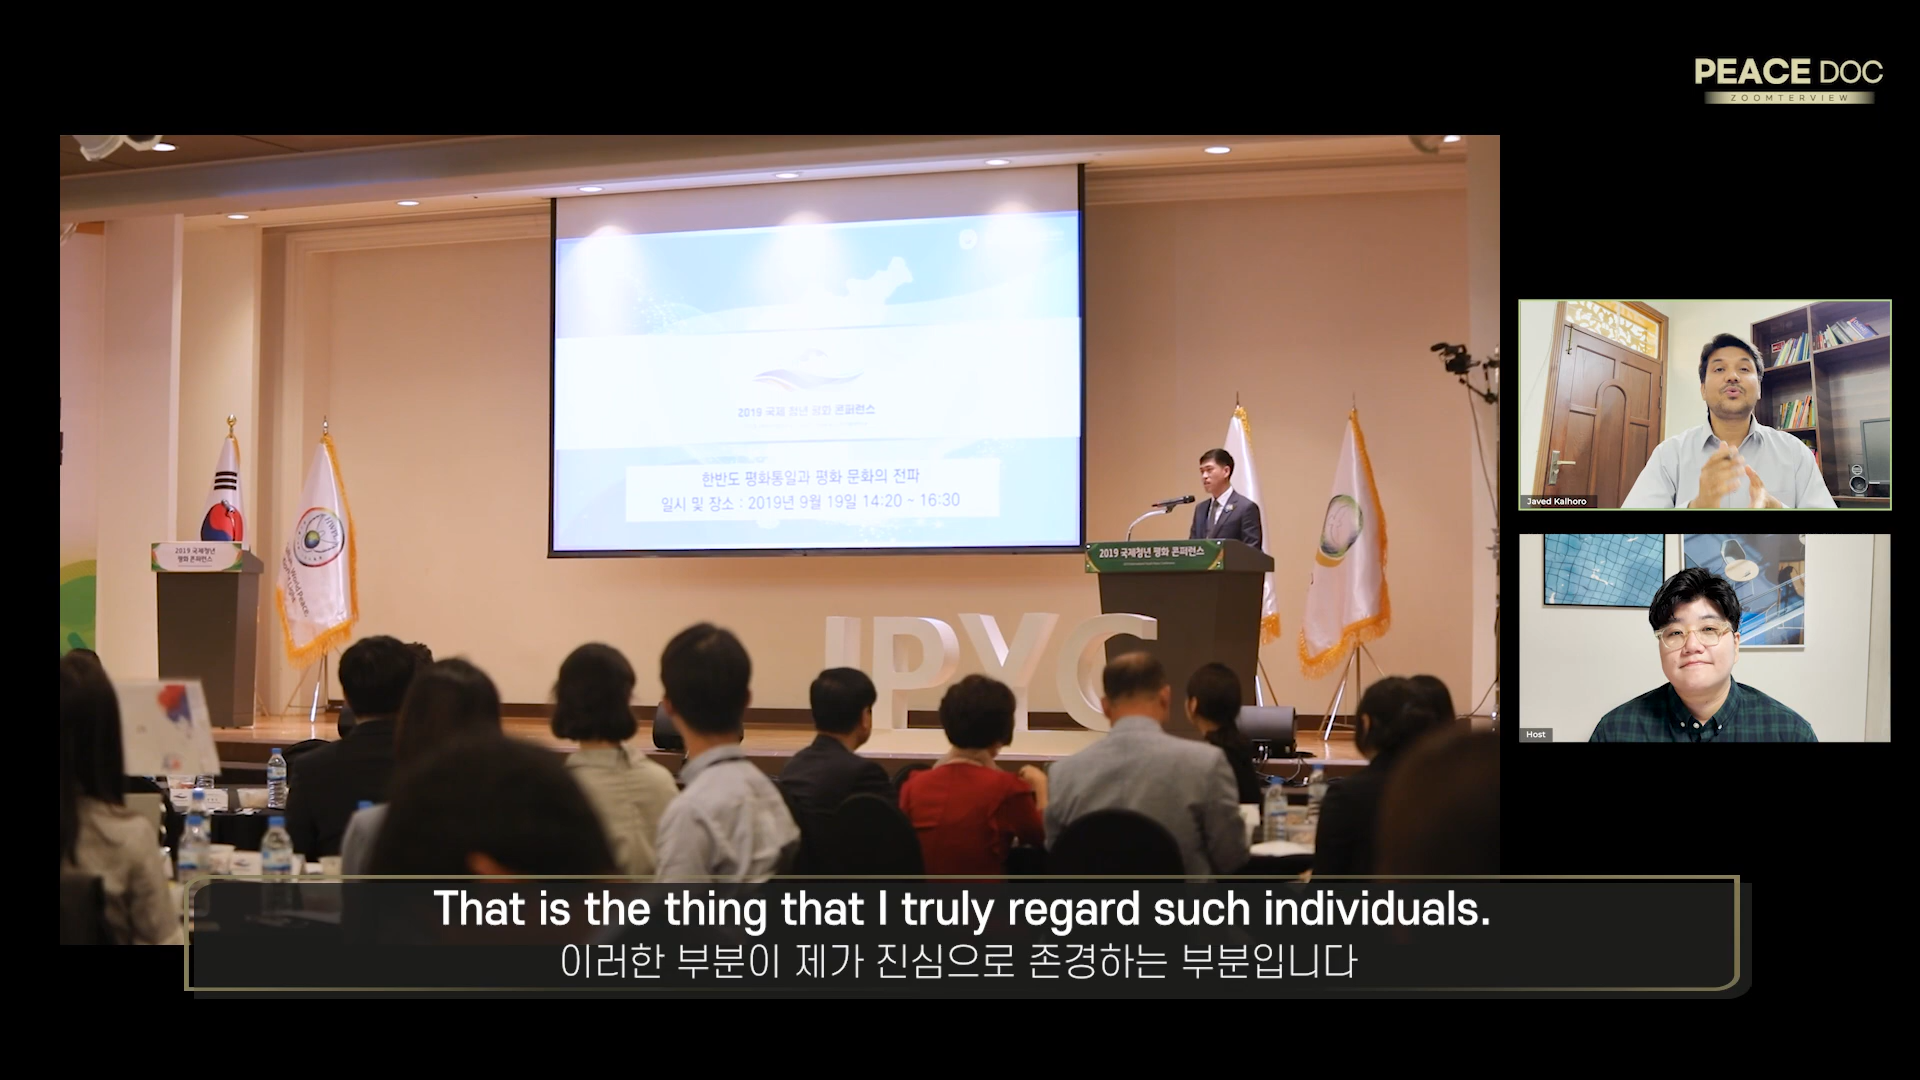 PEACE DOC
ZOOMTERVIEW
2019 국제 청년 평화 콘퍼런스
한반도 평화통일과 평화 문화의 전파
일시 및 장소 : 2019년 9월 19일 14:20 ~ 16:30
2019 국제청년
평화 콘퍼런스
2019 국제청년 평화 콘퍼런스
IPYC
Javed Kalhoro
Host
That is the thing that I truly regard such individuals.
이러한 부분이 제가 진심으로 존경하는 부분입니다